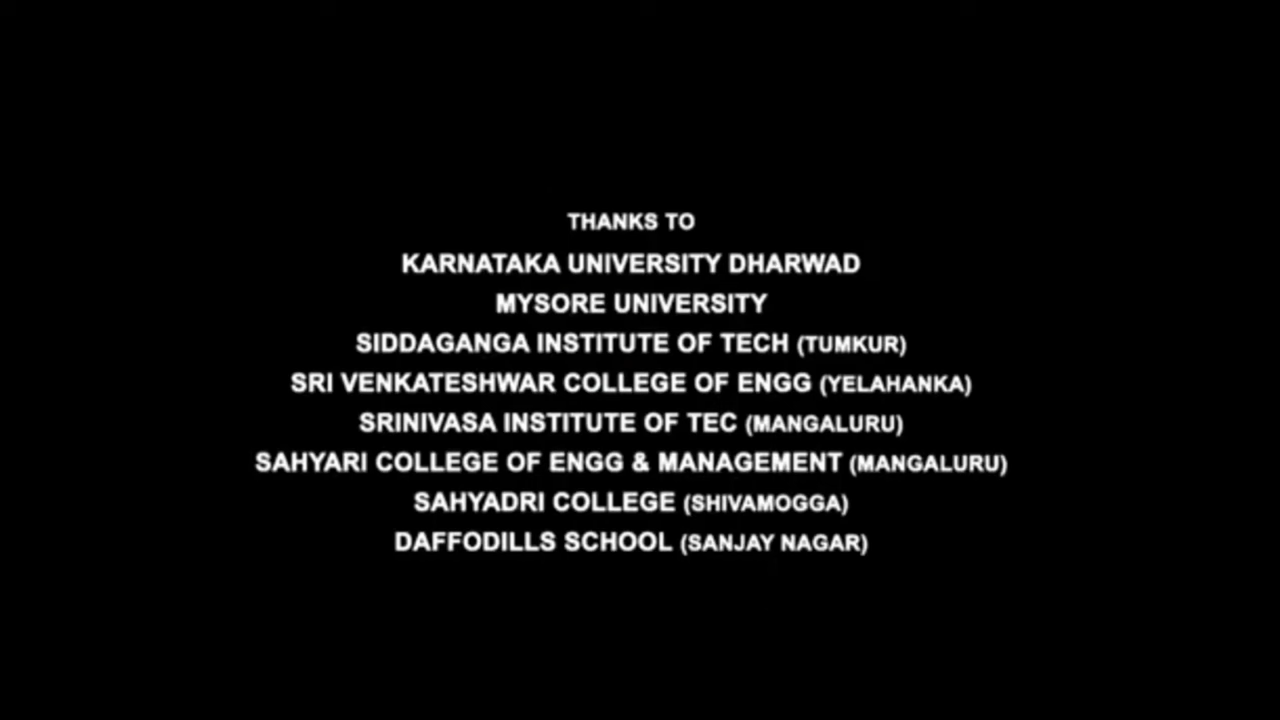 THANKS TO
KARNATAKA UNIVERSITY DHARWAD
MYSORE UNIVERSITY
SIDDAGANGA INSTITUTE OF TECH (TUMKUR)
SRI VENKATESHWAR COLLEGE OF ENGG (YELAHANKA)
SRINIVASA INSTITUTE OF TEC (MANGALURU)
SAHYARI COLLEGE OF ENGG & MANAGEMENT (MANGALURU)
SAHYADRI COLLEGE (SHIVAMOGGA)
DAFFODILLS SCHOOL (SANJAY NAGAR)